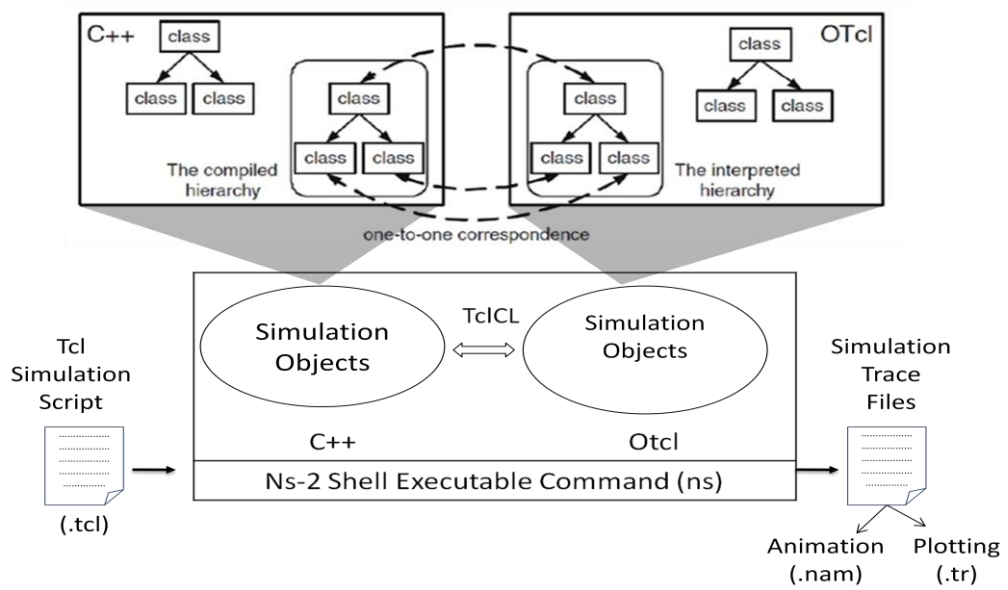 C++
class
class
class
class
class
class
The compiled
hierarchy
OTcl
class
class
class
class
class
class
The interpreted
hierarchy
one-to-one correspondence
Tcl
Simulation
Script
(.tcl)
Simulation
Objects
TclCL
Simulation
Objects
C++
Otcl
Ns-2 Shell Executable Command (ns)
Simulation
Trace
Files
Animation
(.nam)
Plotting
(.tr)